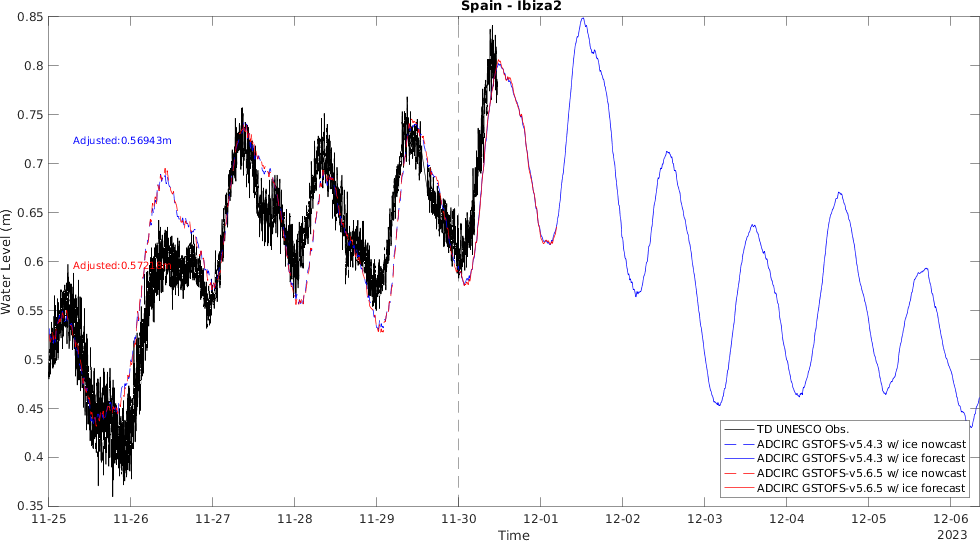 Spain - Ibiza2
0.85
0.8
0.75
0.7
0.65
0.6
0.55
0.5
0.45
0.4
0.35
Water Level (m)
Adjusted:0.56943m
TD UNESCO Obs.
ADCIRC GSTOFS-v5.4.3 w/ ice nowcast
ADCIRC GSTOFS-v5.4.3 w/ ice forecast
ADCIRC GSTOFS-v5.6.5 w/ ice nowcast
ADCIRC GSTOFS-v5.6.5 w/ ice forecast
11-25 11-26 11-27 11-28 11-29 11-30 12-01 12-02 12-03 12-04 12-05 12-06
Time
2023